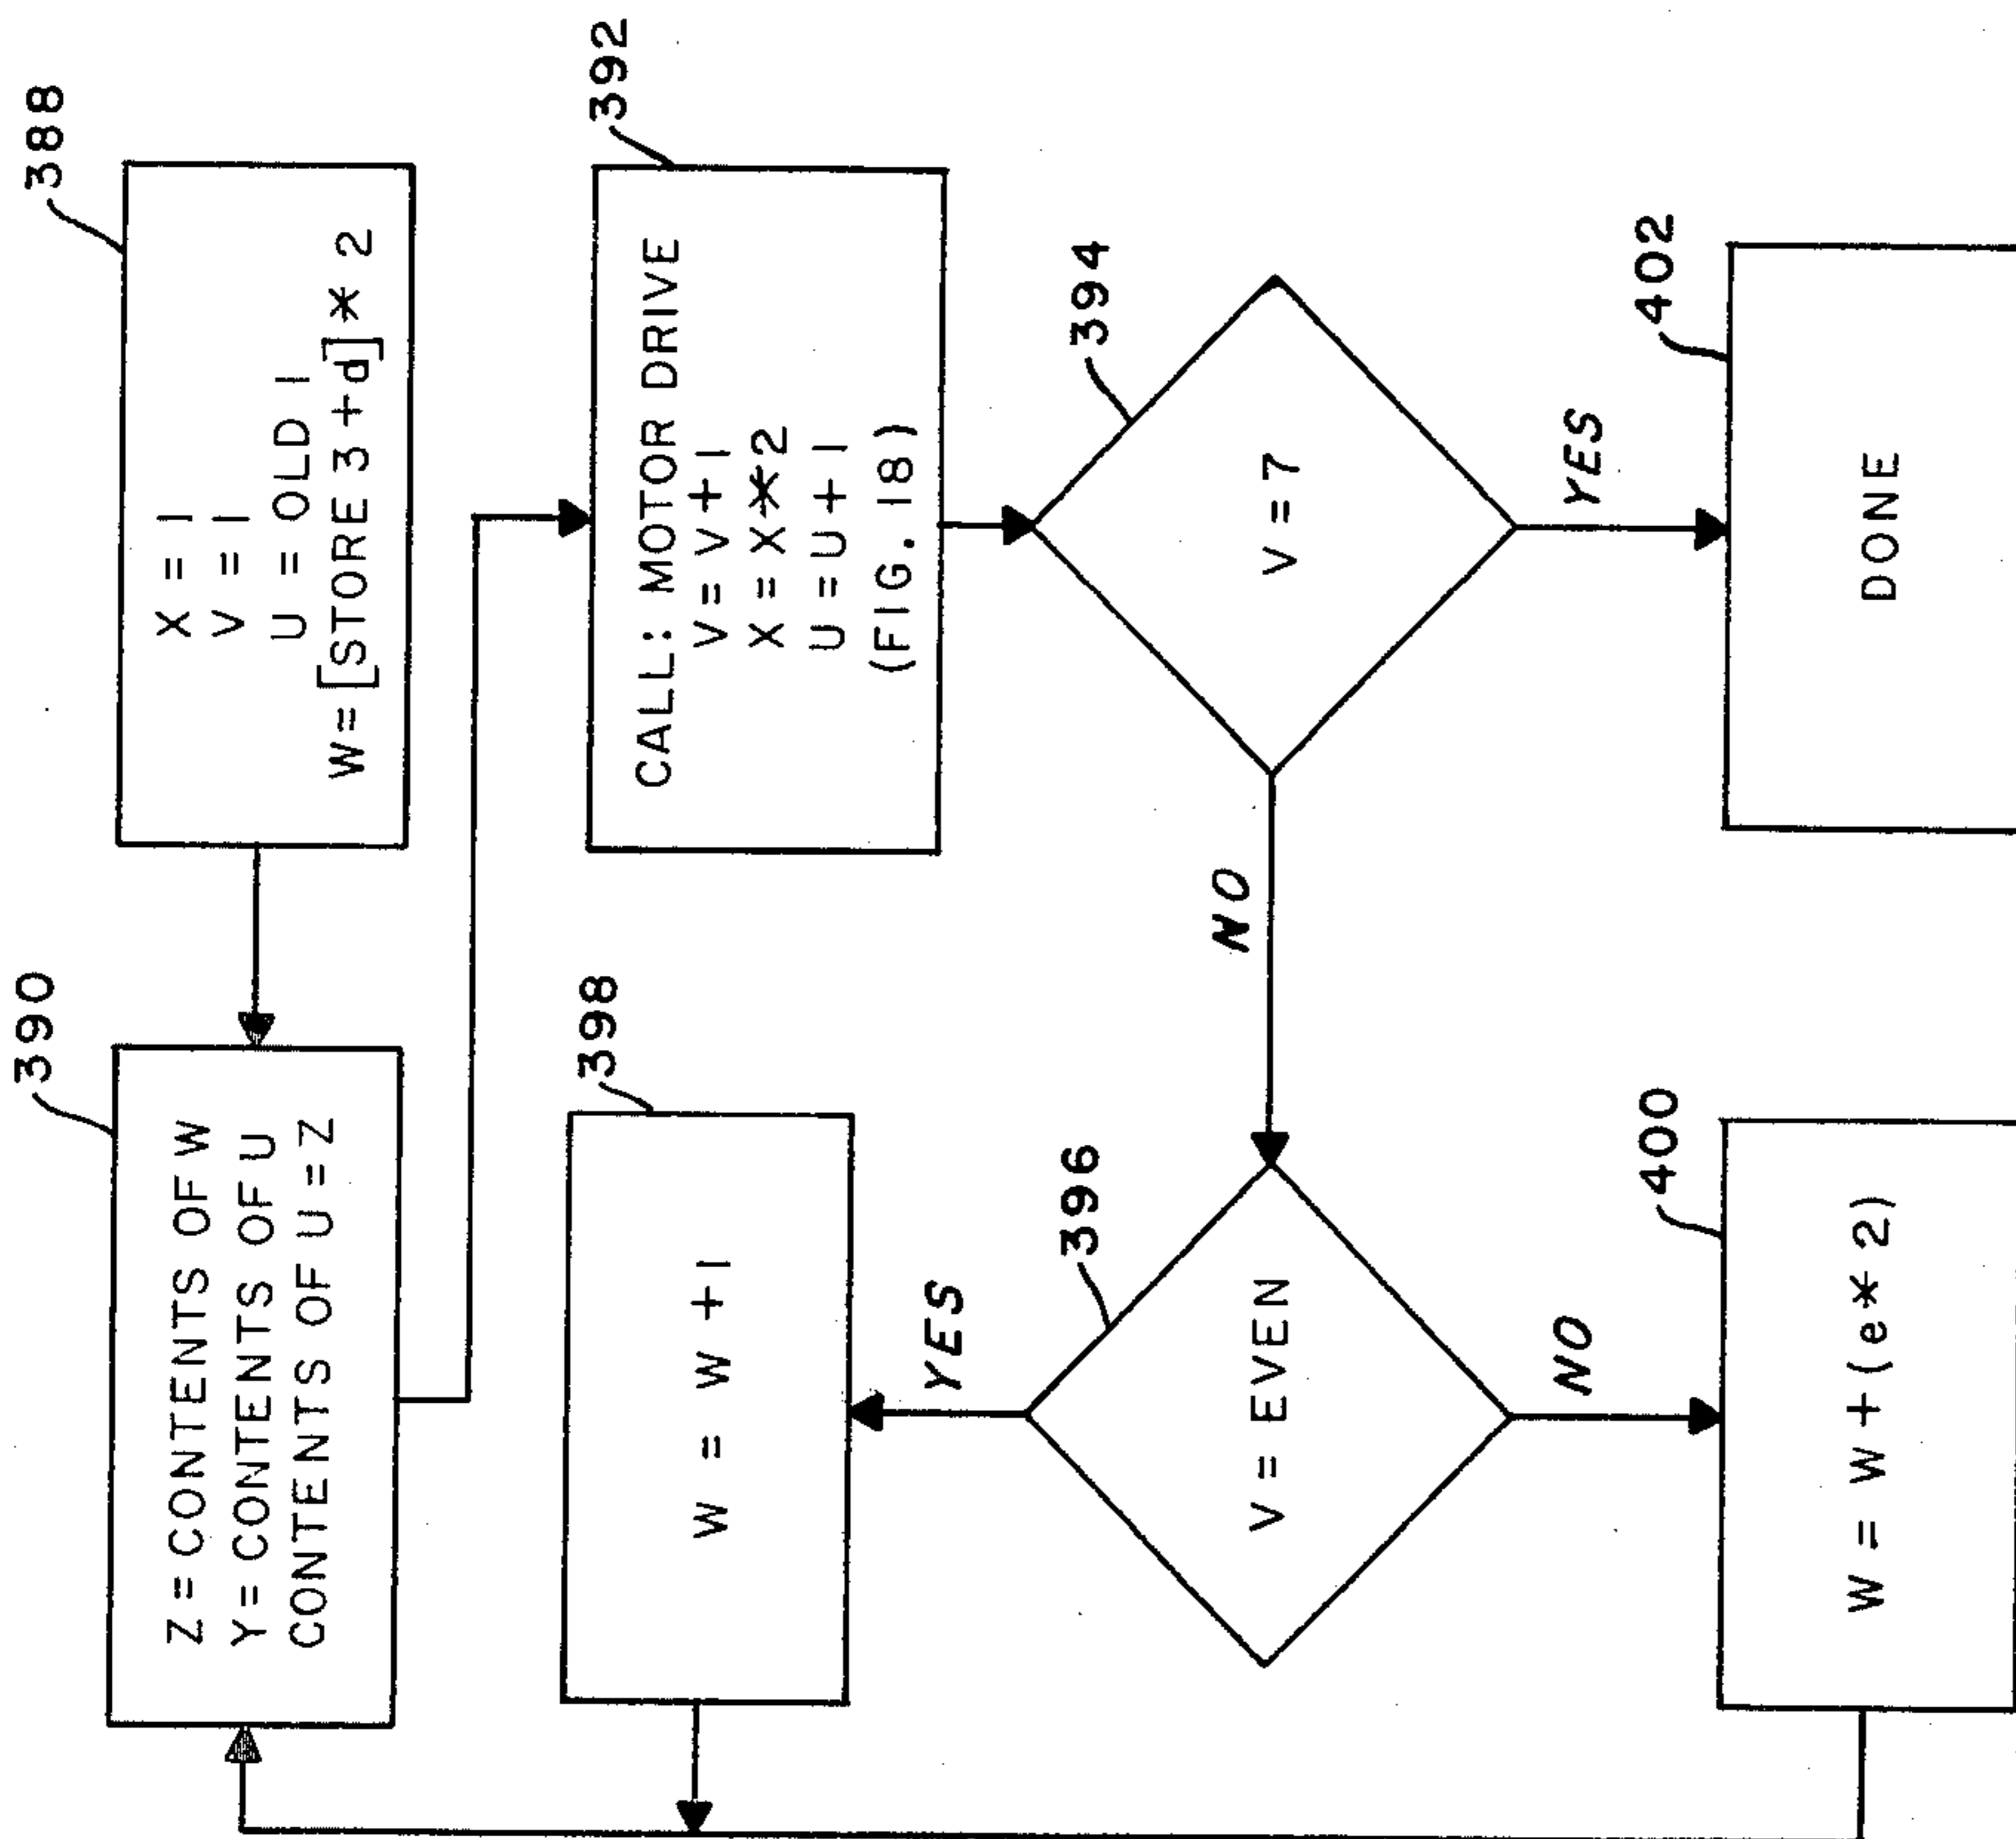 388
X = 1
V = 1
U = OLD 1
W = [STORE 3 + d] * 2
390
Z = CONTENTS OF W
Y = CONTENTS OF U
CONTENTS OF U = Z
392
CALL: MOTOR DRIVE
V = V + 1
X = X * 2
U = U + 1
(FIG. 18)
394
V = 7
NO
YES
396
V = EVEN
YES
NO
398
W = W + 1
400
W = W + (e * 2)
402
DONE